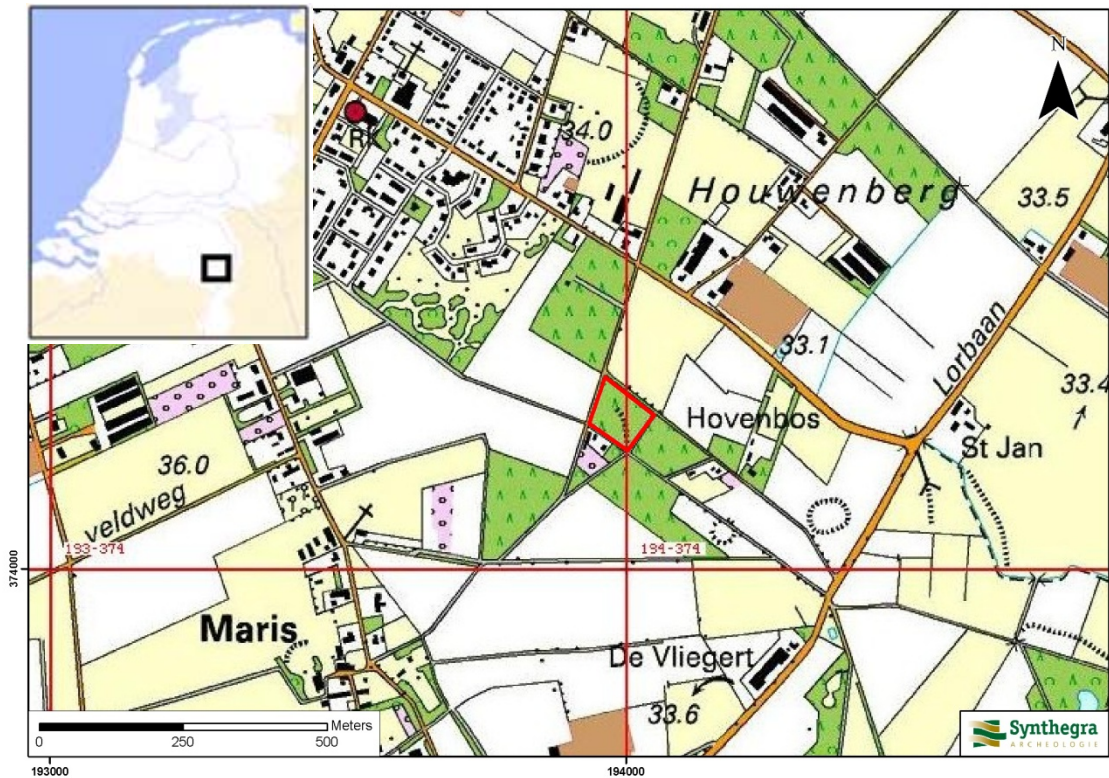 N
34.0
RK
Houwenberg
33.5
33.1
Lorbaan
33.4
Hovenbos
St Jan
36.0
veldweg
193-374
194-374
374000
Maris
De Vliegert
33.6
Meters
0 250 500
Synthegra
ARCHEOLOGIE
193000
194000